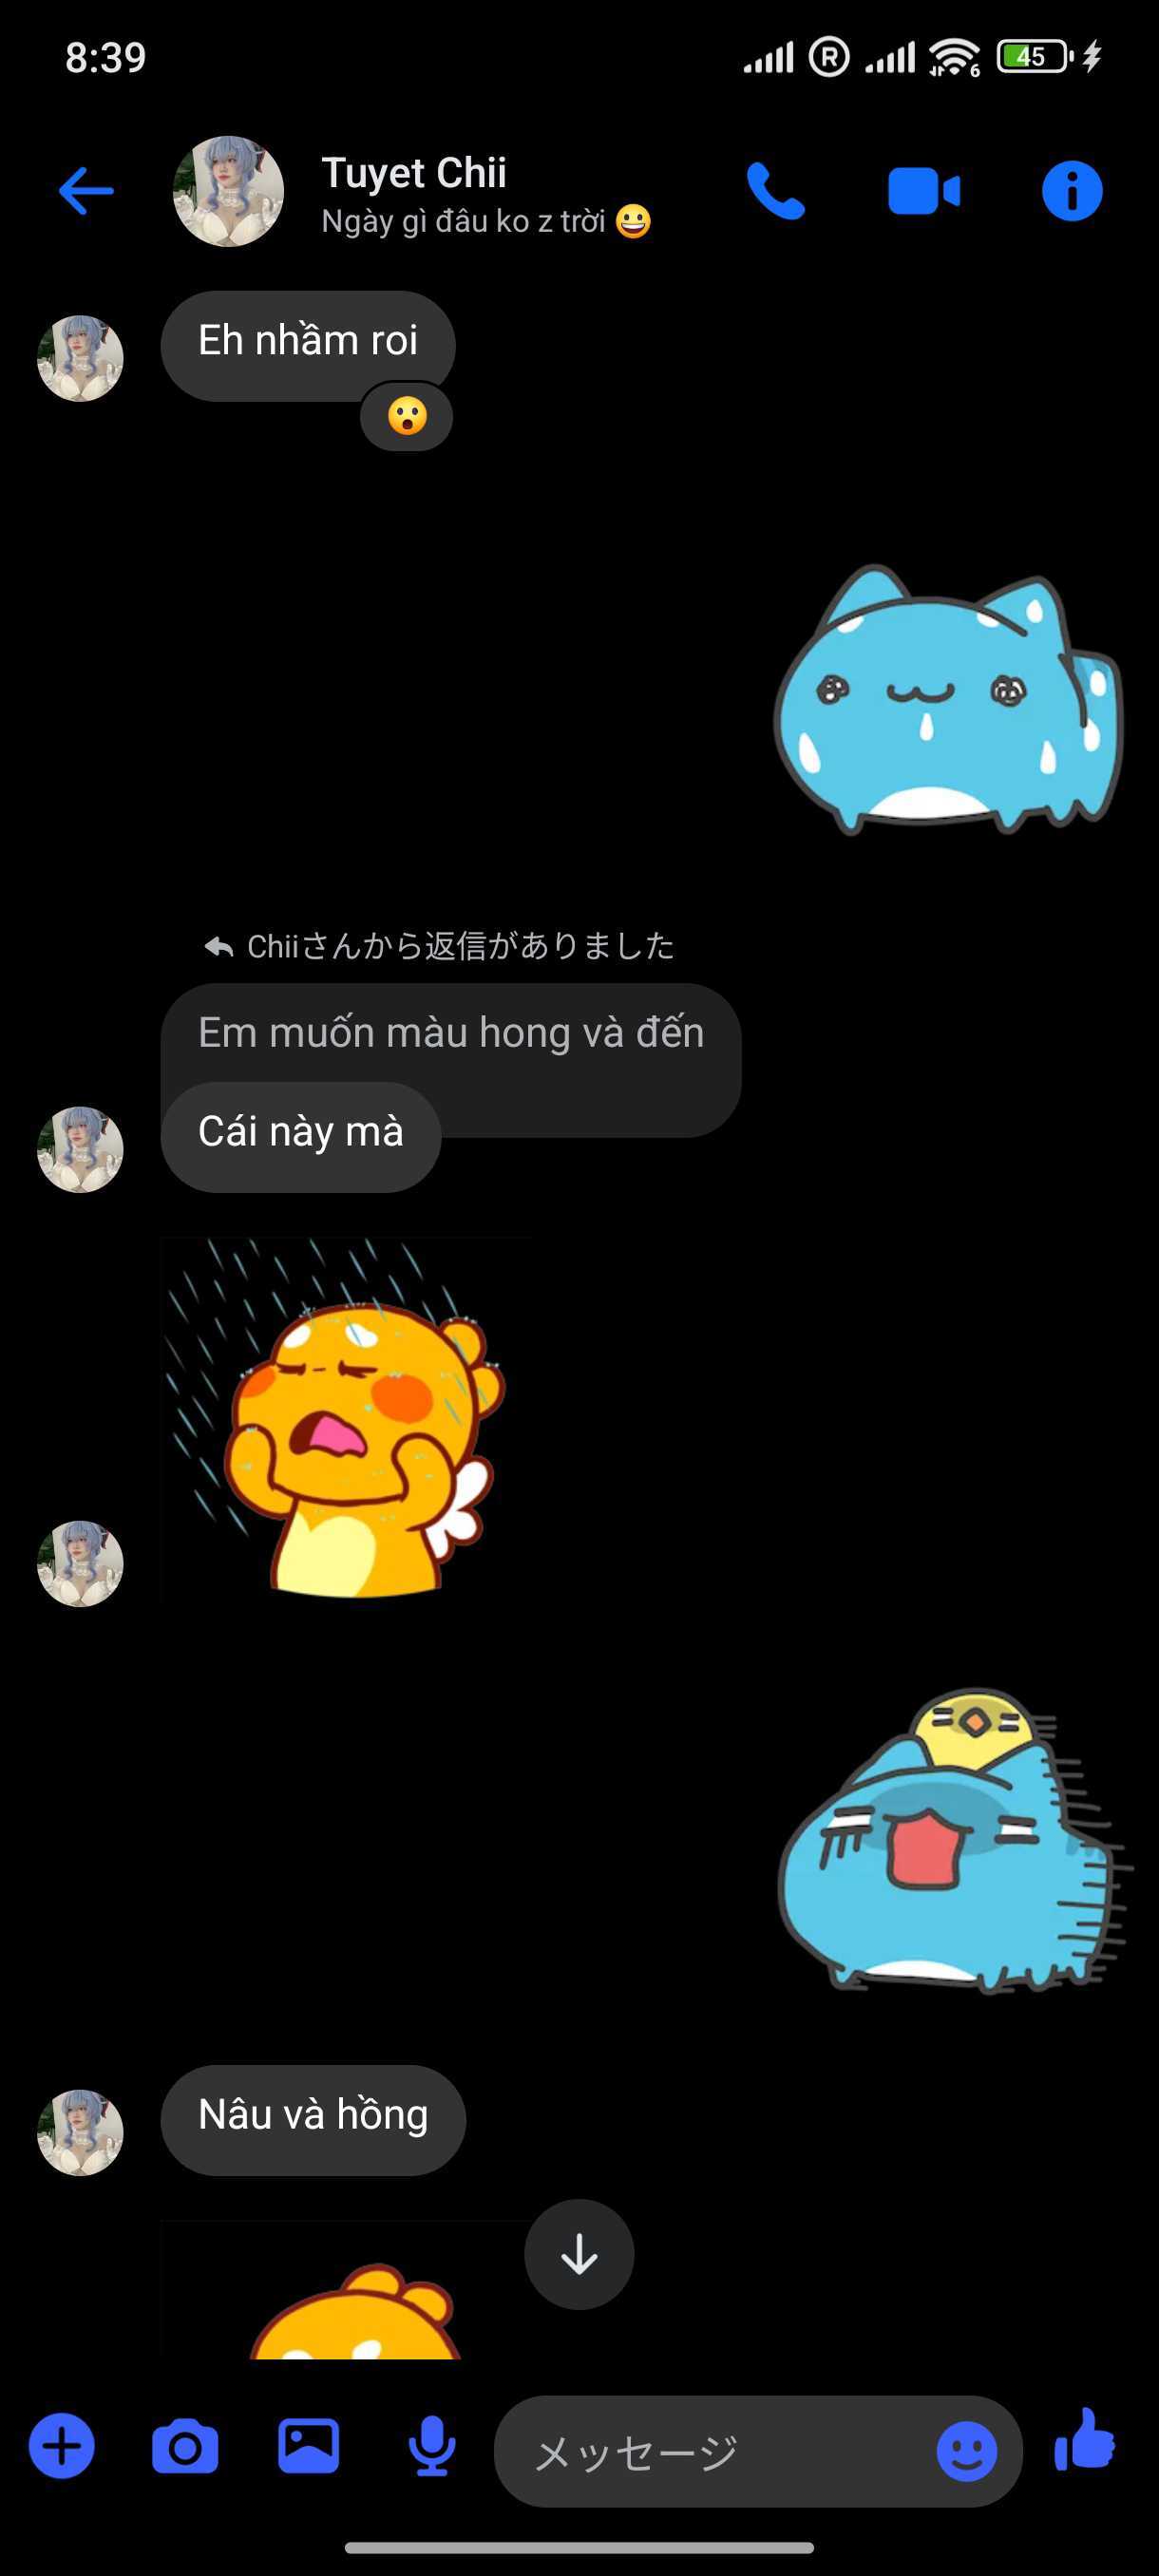 8:39
R
6
45
Tuyet Chii
Ngày gì đâu ko z trời 😀
Eh nhầm roi
😮
Chiiさんから返信がありました
Em muốn màu hong và đến
Cái này mà
Nâu và hồng
メッセージ